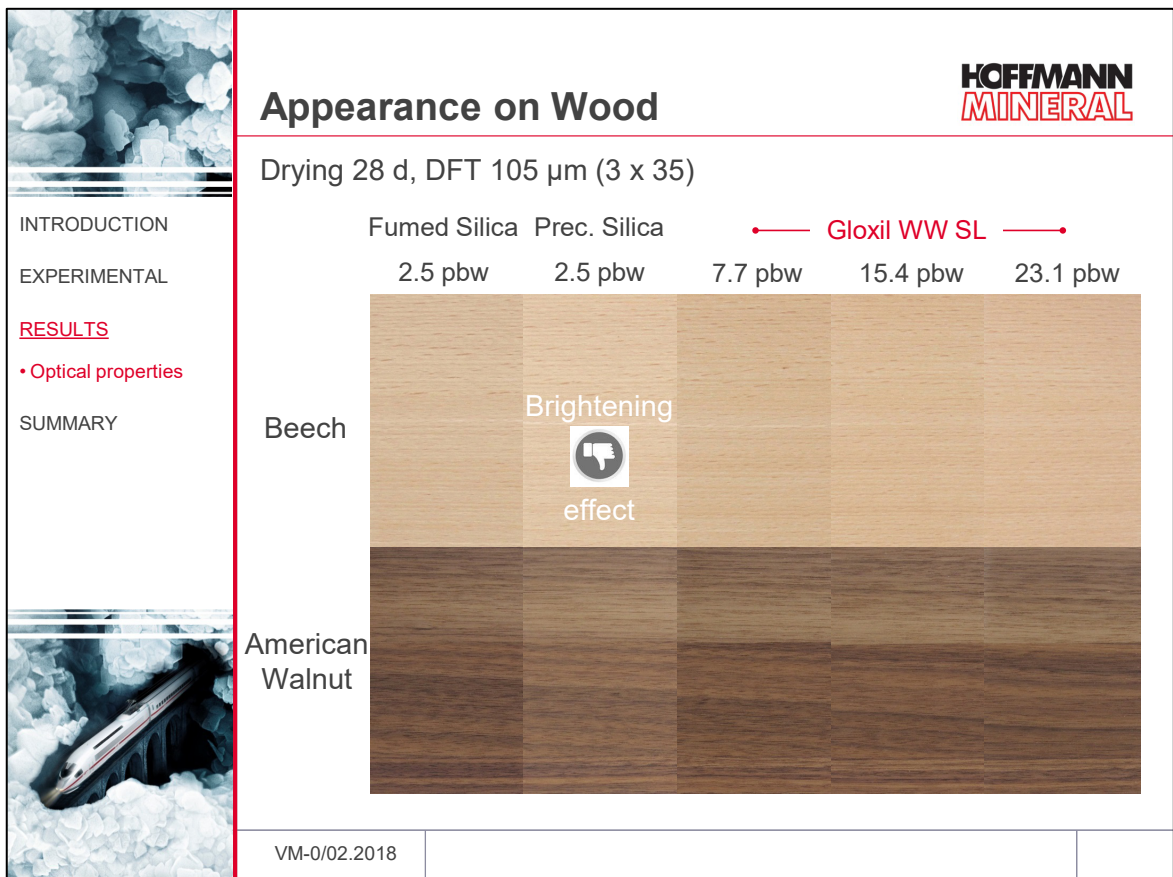 HOFFMANN
MINERAL
Appearance on Wood
Drying 28 d, DFT 105 µm (3 x 35)
INTRODUCTION
EXPERIMENTAL
RESULTS
• Optical properties
SUMMARY
Fumed Silica Prec. Silica Gloxil WW SL
2.5 pbw 2.5 pbw 7.7 pbw 15.4 pbw 23.1 pbw
Beech
Brightening
effect
American
Walnut
VM-0/02.2018